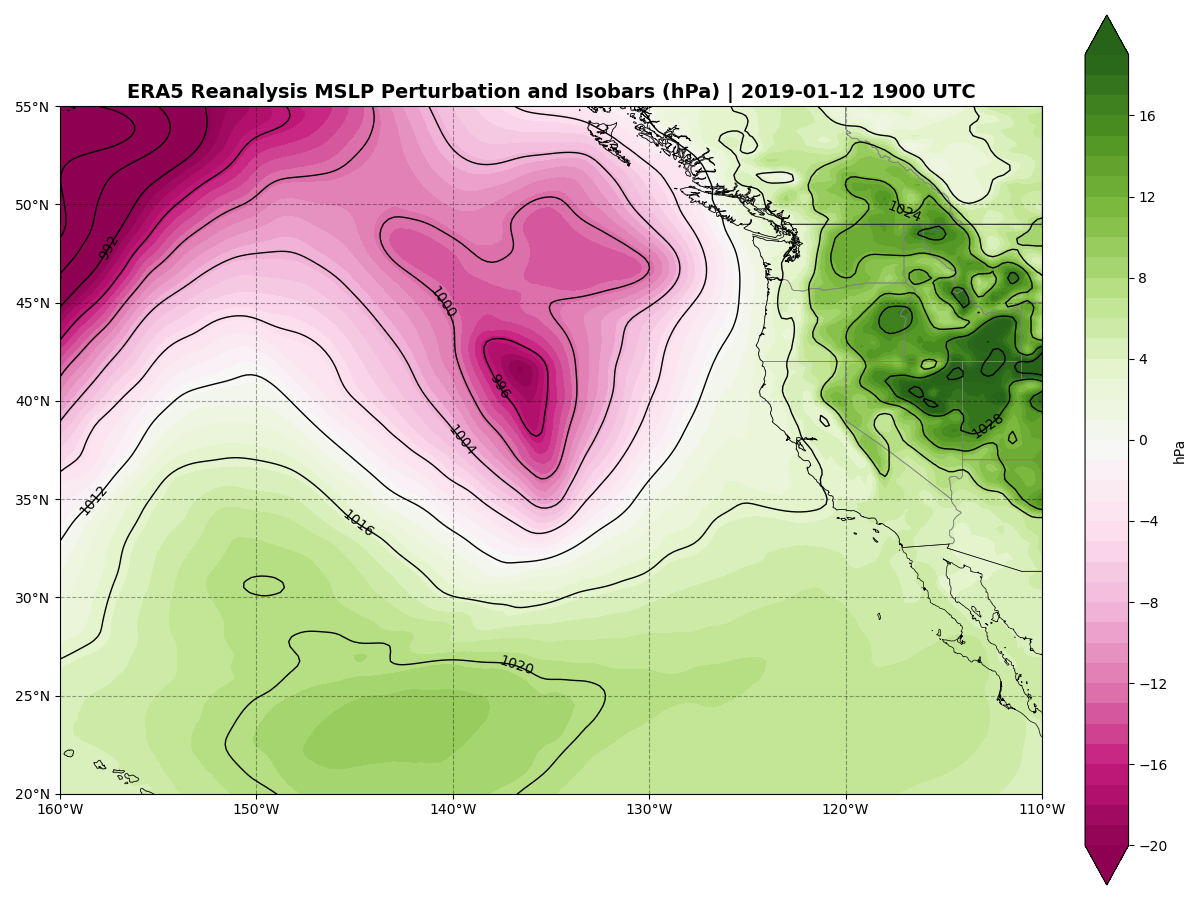 ERA5 Reanalysis MSLP Perturbation and Isobars (hPa) | 2019-01-12 1900 UTC
55°N
50°N
45°N
40°N
35°N
30°N
25°N
20°N
160°W
150°W
140°W
130°W
120°W
110°W
992
1000
996
1004
1012
1016
1020
1024
1028
16
12
8
4
0
−4
−8
−12
−16
−20
hPa